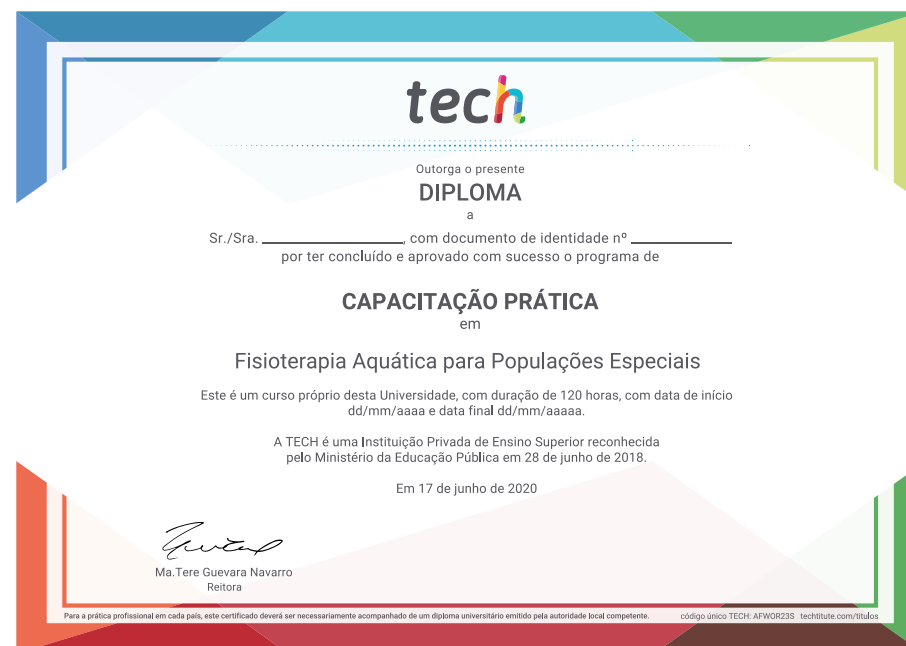 tech
Outorga o presente
DIPLOMA
a
Sr./Sra. ________________, com documento de identidade nº ____________
por ter concluído e aprovado com sucesso o programa de
CAPACITAÇÃO PRÁTICA
em
Fisioterapia Aquática para Populações Especiais
Este é um curso próprio desta Universidade, com duração de 120 horas, com data de início
dd/mm/aaaa e data final dd/mm/aaaaa.
A TECH é uma Instituição Privada de Ensino Superior reconhecida
pelo Ministério da Educação Pública em 28 de junho de 2018.
Em 17 de junho de 2020
Ma.Tere Guevara Navarro
Reitora
Para a prática profissional em cada país, este certificado deverá ser necessariamente acompanhado de um diploma universitário emitido pela autoridade local competente. código único TECH: AFWOR23S techtitute.com/titulos